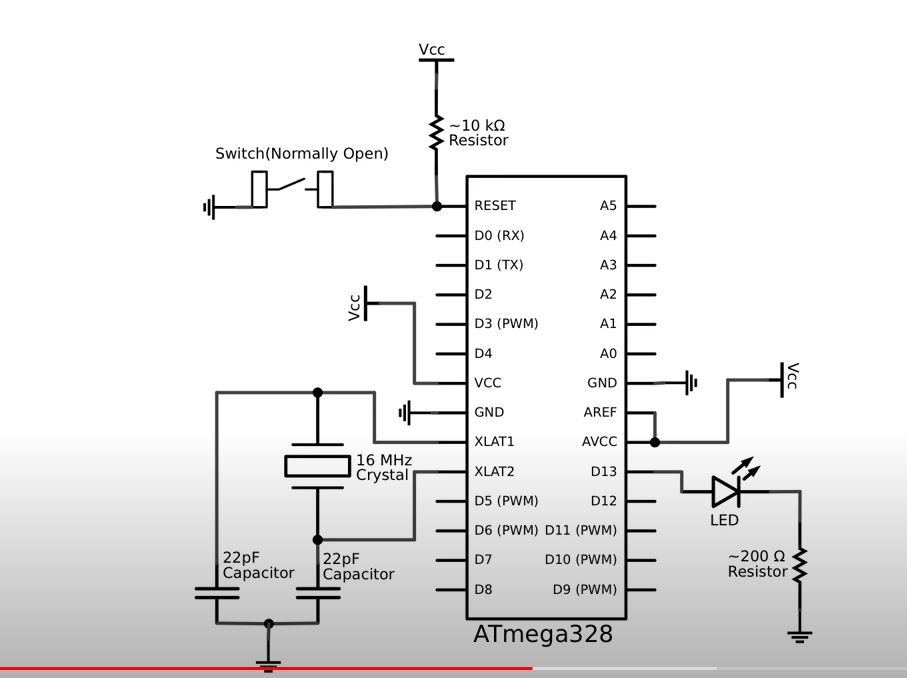 Vcc
~10 kΩ
Resistor
Switch(Normally Open)
RESET
A5
D0 (RX)
A4
D1 (TX)
A3
D2
A2
Vcc
D3 (PWM)
A1
D4
A0
VCC
GND
Vcc
GND
AREF
XLAT1
AVCC
16 MHz
Crystal
XLAT2
D13
D5 (PWM)
D12
LED
D6 (PWM)
D11 (PWM)
22pF
Capacitor
22pF
Capacitor
D7
D10 (PWM)
~200 Ω
Resistor
D8
D9 (PWM)
ATmega328